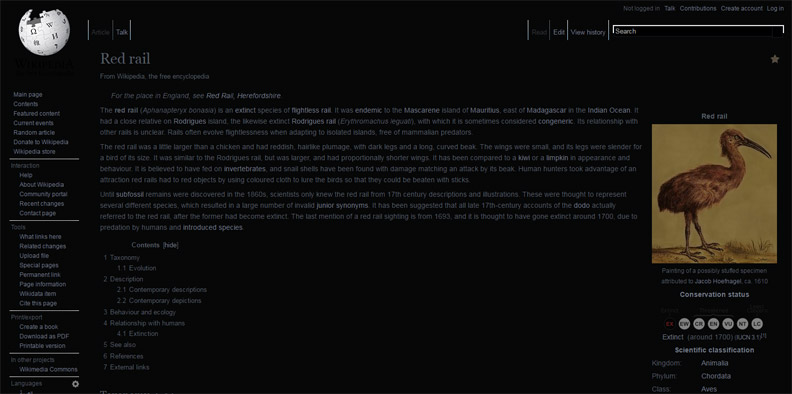 Not logged in Talk Contributions Create account Log in
Article Talk
Read Edit View history Search
Main page
Contents
Featured content
Current events
Random article
Donate to Wikipedia
Wikipedia store
Interaction
Help
About Wikipedia
Community portal
Recent changes
Contact page
Tools
What links here
Related changes
Upload file
Special pages
Permanent link
Page information
Wikidata item
Cite this page
Print/export
Create a book
Download as PDF
Printable version
In other projects
Wikimedia Commons
Languages
Red rail
From Wikipedia, the free encyclopedia
For the place in England, see Red Rail, Herefordshire.
The red rail (Aphanapteryx bonasia) is an extinct species of flightless rail. It was endemic to the Mascarene island of Mauritius, east of Madagascar in the Indian Ocean. It
had a close relative on Rodrigues island, the likewise extinct Rodrigues rail (Erythromachus leguati), with which it is sometimes considered congeneric. Its relationship with
other rails is unclear. Rails often evolve flightlessness when adapting to isolated islands, free of mammalian predators.
The red rail was a little larger than a chicken and had reddish, hairlike plumage, with dark legs and a long, curved beak. The wings were small, and its legs were slender for
a bird of its size. It was similar to the Rodrigues rail, but was larger, and had proportionally shorter wings. It has been compared to a kiwi or a limpkin in appearance and
behaviour. It is believed to have fed on invertebrates, and snail shells have been found with damage matching an attack by its beak. Human hunters took advantage of an
attraction red rails had to red objects by using coloured cloth to lure the birds so that they could be beaten with sticks.
Until subfossil remains were discovered in the 1860s, scientists only knew the red rail from 17th century descriptions and illustrations. These were thought to represent
several different species, which resulted in a large number of invalid junior synonyms. It has been suggested that all late 17th-century accounts of the dodo actually
referred to the red rail, after the former had become extinct. The last mention of a red rail sighting is from 1693, and it is thought to have gone extinct around 1700, due to
predation by humans and introduced species.
Contents [hide]
1 Taxonomy
1.1 Evolution
2 Description
2.1 Contemporary descriptions
2.2 Contemporary depictions
3 Behaviour and ecology
4 Relationship with humans
4.1 Extinction
5 See also
6 References
7 External links
Red rail
Painting of a possibly stuffed specimen
attributed to Jacob Hoefnagel, ca. 1610
Conservation status
EX EW CR EN VU NT LC
Extinct (around 1700) (IUCN 3.1)[1]
Scientific classification
Kingdom: Animalia
Phylum: Chordata
Class: Aves